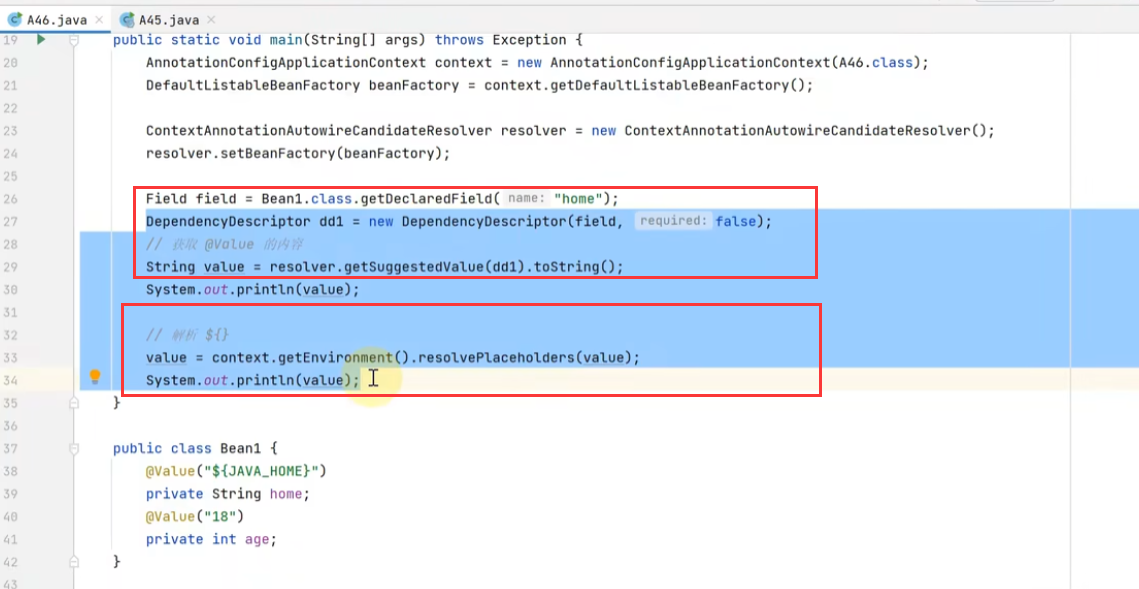 A46.java × A45.java ×
19 public static void main(String[] args) throws Exception {
20 AnnotationConfigApplicationContext context = new AnnotationConfigApplicationContext(A46.class);
21 DefaultListableBeanFactory beanFactory = context.getDefaultListableBeanFactory();
22
23 ContextAnnotationAutowireCandidateResolver resolver = new ContextAnnotationAutowireCandidateResolver();
24 resolver.setBeanFactory(beanFactory);
25
26 Field field = Bean1.class.getDeclaredField( name: "home");
27 DependencyDescriptor dd1 = new DependencyDescriptor(field, required: false);
28 // 获取 @Value 的内容
29 String value = resolver.getSuggestedValue(dd1).toString();
30 System.out.println(value);
31
32 // 解析 ${}
33 value = context.getEnvironment().resolvePlaceholders(value);
34 System.out.println(value);
35 }
36
37 public class Bean1 {
38 @Value("${JAVA_HOME}")
39 private String home;
40 @Value("18")
41 private int age;
42 }
43